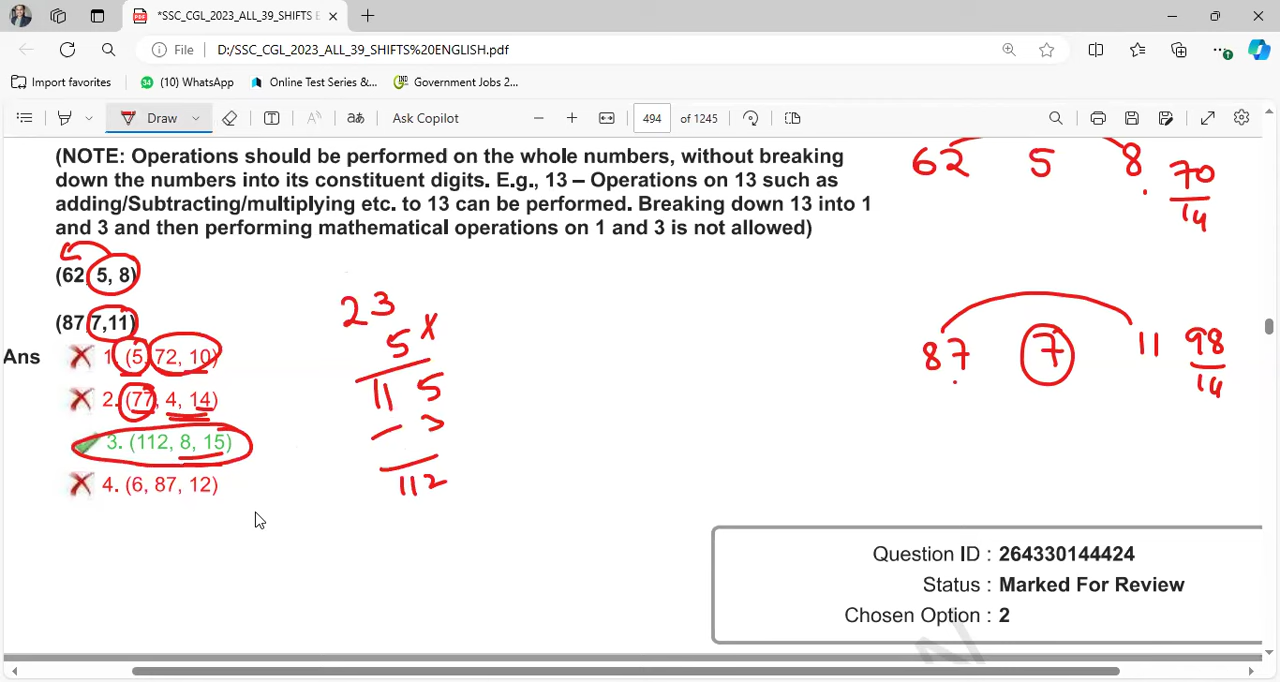 *SSC_CGL_2023_ALL_39_SHIFTS E
File D:/SSC_CGL_2023_ALL_39_SHIFTS%20ENGLISH.pdf
Import favorites 34 (10) WhatsApp Online Test Series &... Government Jobs 2...
Draw aあ Ask Copilot 494 of 1245
(NOTE: Operations should be performed on the whole numbers, without breaking
down the numbers into its constituent digits. E.g., 13 – Operations on 13 such as
adding/Subtracting/multiplying etc. to 13 can be performed. Breaking down 13 into 1
and 3 and then performing mathematical operations on 1 and 3 is not allowed)
62 5 8 70
14
(62, 5, 8)
(87,7,11)
Ans 1. (5, 72, 10)
2. (77, 4, 14)
3. (112, 8, 15)
4. (6, 87, 12)
23
5 x
115
– 3
112
87 7 11 98
14
Question ID : 264330144424
Status : Marked For Review
Chosen Option : 2